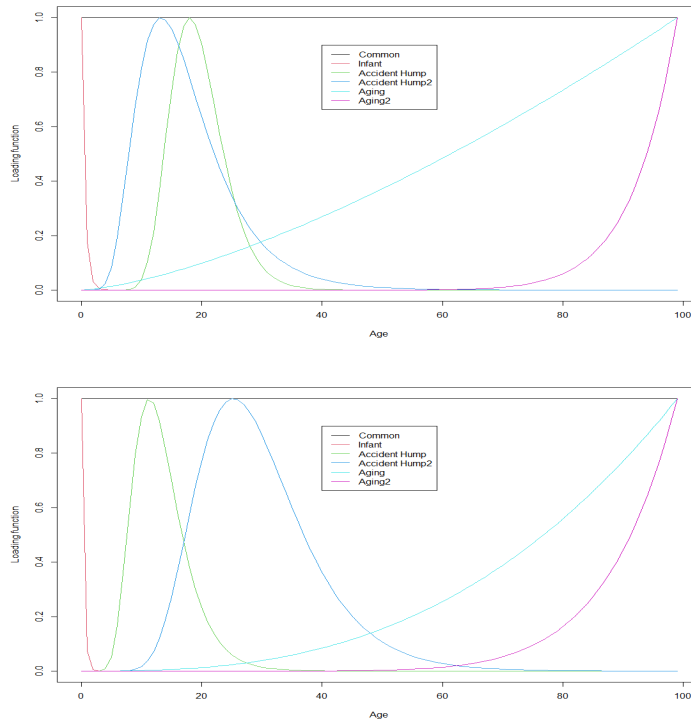 Loading function
1.0
0.8
0.6
0.4
0.2
0.0
Common
Infant
Accident Hump
Accident Hump2
Aging
Aging2
0 20 40 60 80 100
Age
Loading function
1.0
0.8
0.6
0.4
0.2
0.0
Common
Infant
Accident Hump
Accident Hump2
Aging
Aging2
0 20 40 60 80 100
Age